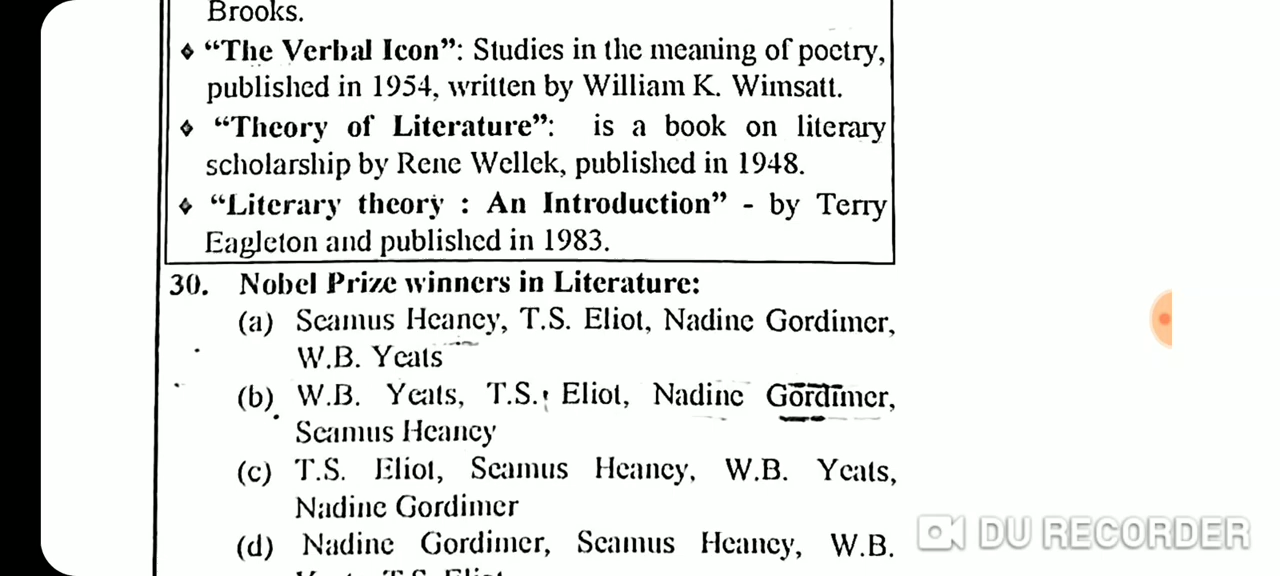 Brooks.
❖ “The Verbal Icon”: Studies in the meaning of poetry,
published in 1954, written by William K. Wimsatt.
❖ “Theory of Literature”: is a book on literary
scholarship by Rene Wellek, published in 1948.
❖ “Literary theory : An Introduction” - by Terry
Eagleton and published in 1983.
30. Nobel Prize winners in Literature:
(a) Seamus Heaney, T.S. Eliot, Nadine Gordimer,
W.B. Yeats
(b) W.B. Yeats, T.S. Eliot, Nadine Gordimer,
Seamus Heaney
(c) T.S. Eliot, Seamus Heaney, W.B. Yeats,
Nadine Gordimer
(d) Nadine Gordimer, Seamus Heaney, W.B.
DU RECORDER